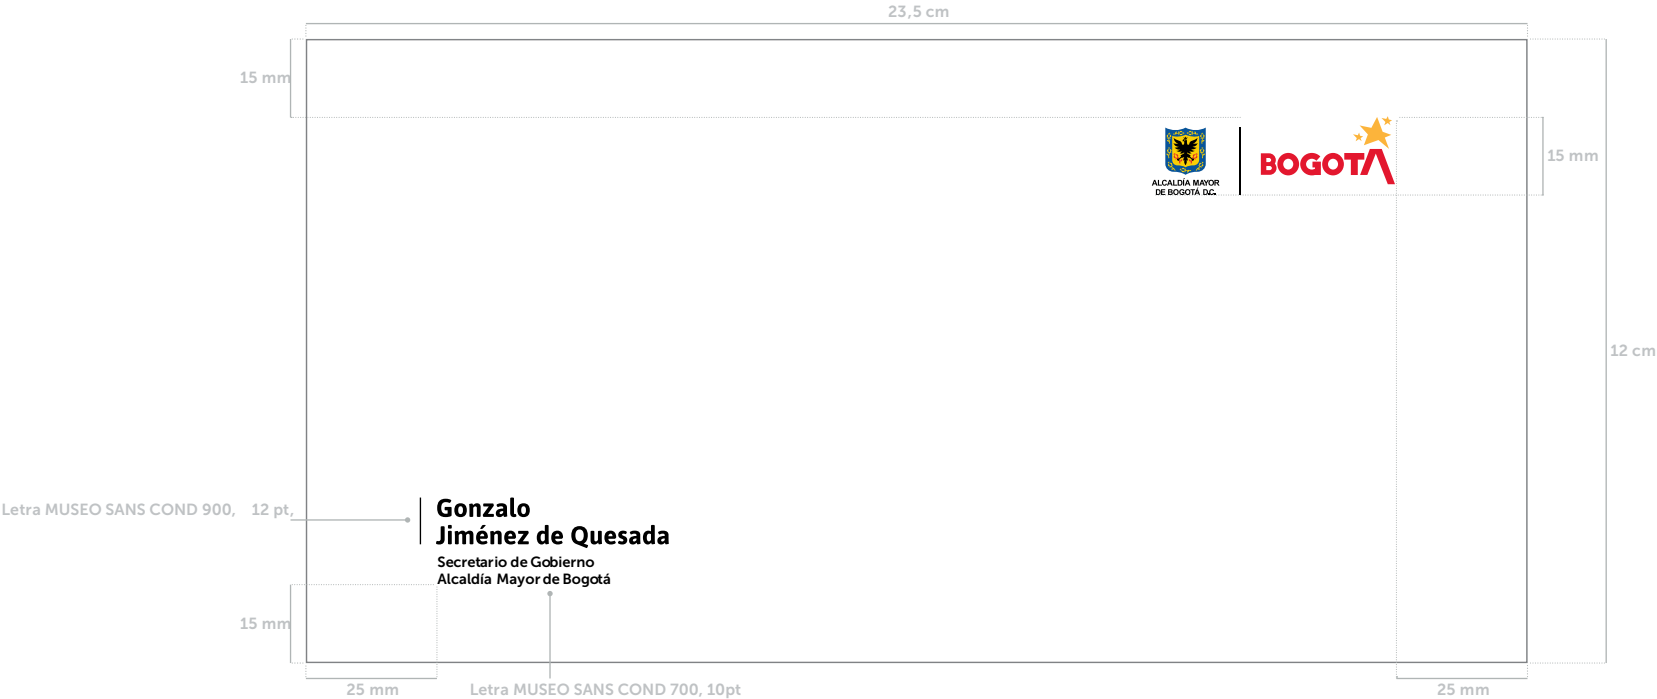 23,5 cm
15 mm
ALCALDÍA MAYOR
DE BOGOTÁ D.C.
BOGOTÁ
15 mm
12 cm
Letra MUSEO SANS COND 900, 12 pt,
Gonzalo
Jiménez de Quesada
Secretario de Gobierno
Alcaldía Mayor de Bogotá
15 mm
25 mm
Letra MUSEO SANS COND 700, 10pt
25 mm